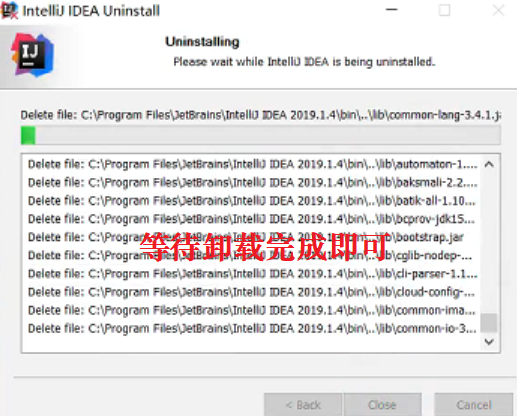 IntelliJ IDEA Uninstall
IJ
Uninstalling
Please wait while IntelliJ IDEA is being uninstalled.
Delete file: C:\Program Files\JetBrains\IntelliJ IDEA 2019.1.4\bin\..\lib\common-lang-3.4.1.ja
Delete file: C:\Program Files\JetBrains\IntelliJ IDEA 2019.1.4\bin\..\lib\automaton-1....
Delete file: C:\Program Files\JetBrains\IntelliJ IDEA 2019.1.4\bin\..\lib\baksmali-2.2....
Delete file: C:\Program Files\JetBrains\IntelliJ IDEA 2019.1.4\bin\..\lib\batik-all-1.10...
Delete file: C:\Program Files\JetBrains\IntelliJ IDEA 2019.1.4\bin\..\lib\bcprov-jdk15...
Delete file: C:\Program Files\JetBrains\IntelliJ IDEA 2019.1.4\bin\..\lib\bootstrap.jar
等待卸载完成即可
Delete file: C:\Program Files\JetBrains\IntelliJ IDEA 2019.1.4\bin\..\lib\cglib-nodep-...
Delete file: C:\Program Files\JetBrains\IntelliJ IDEA 2019.1.4\bin\..\lib\cli-parser-1.1...
Delete file: C:\Program Files\JetBrains\IntelliJ IDEA 2019.1.4\bin\..\lib\cloud-config-...
Delete file: C:\Program Files\JetBrains\IntelliJ IDEA 2019.1.4\bin\..\lib\common-ima...
Delete file: C:\Program Files\JetBrains\IntelliJ IDEA 2019.1.4\bin\..\lib\common-io-3...
< Back Close Cancel